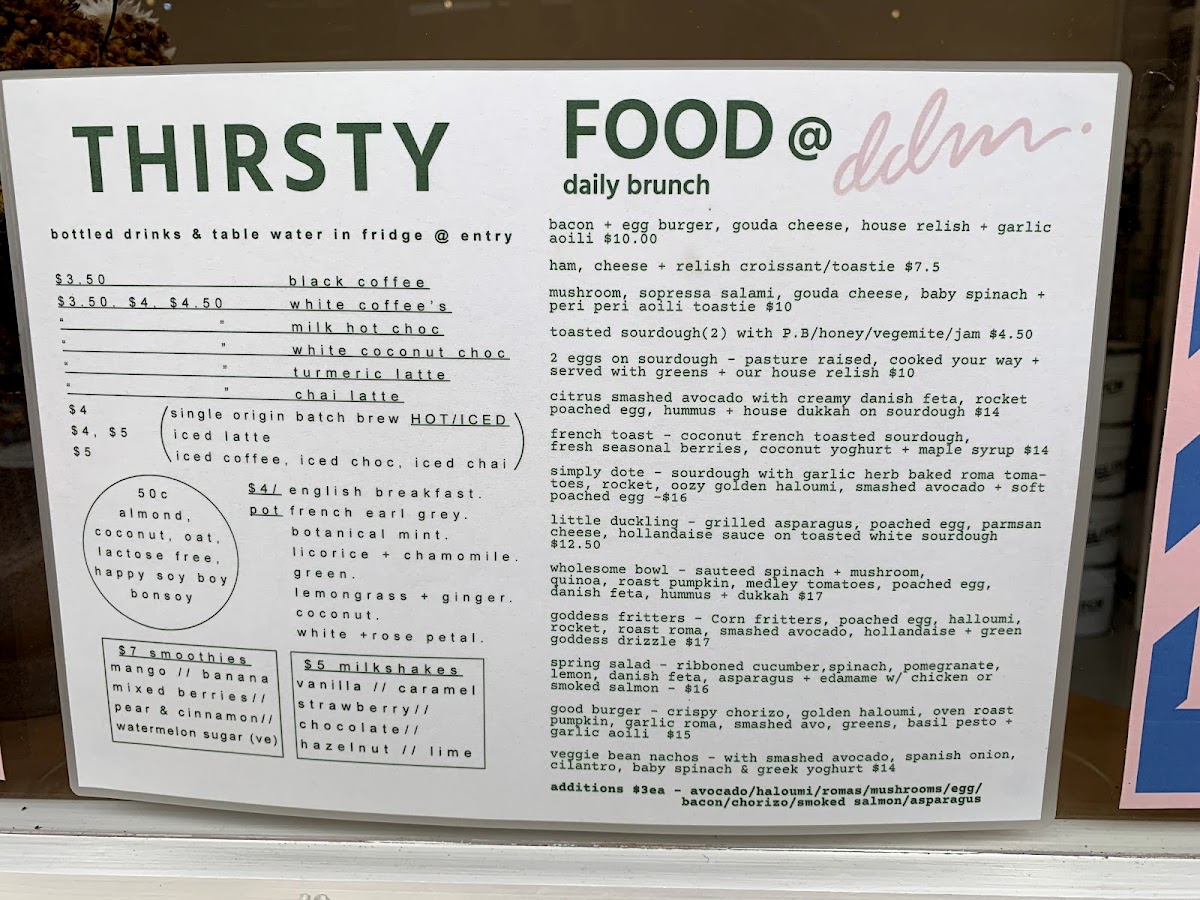 THIRSTY
bottled drinks & table water in fridge @ entry
$3.50 black coffee
$3.50, $4, $4.50 white coffee's
" " milk hot choc
" " white coconut choc
" " turmeric latte
" " chai latte
$4 (single origin batch brew HOT/ICED)
$4, $5 iced latte
$5 iced coffee, iced choc, iced chai
50c
almond,
coconut, oat,
lactose free,
happy soy boy
bonsoy
$4/ english breakfast.
pot french earl grey.
botanical mint.
licorice + chamomile.
green.
lemongrass + ginger.
coconut.
white +rose petal.
$7 smoothies
mango // banana
mixed berries//
pear & cinnamon//
watermelon sugar (ve)
$5 milkshakes
vanilla // caramel
strawberry//
chocolate//
hazelnut // lime
FOOD @ ddm.
daily brunch
bacon + egg burger, gouda cheese, house relish + garlic
aoili $10.00
ham, cheese + relish croissant/toastie $7.5
mushroom, sopressa salami, gouda cheese, baby spinach +
peri peri aoili toastie $10
toasted sourdough(2) with P.B/honey/vegemite/jam $4.50
2 eggs on sourdough - pasture raised, cooked your way +
served with greens + our house relish $10
citrus smashed avocado with creamy danish feta, rocket
poached egg, hummus + house dukkah on sourdough $14
french toast - coconut french toasted sourdough,
fresh seasonal berries, coconut yoghurt + maple syrup $14
simply dote - sourdough with garlic herb baked roma toma-
toes, rocket, oozy golden haloumi, smashed avocado + soft
poached egg -$16
little duckling - grilled asparagus, poached egg, parmsan
cheese, hollandaise sauce on toasted white sourdough
$12.50
wholesome bowl - sauteed spinach + mushroom,
quinoa, roast pumpkin, medley tomatoes, poached egg,
danish feta, hummus + dukkah $17
goddess fritters - Corn fritters, poached egg, halloumi,
rocket, roast roma, smashed avocado, hollandaise + green
goddess drizzle $17
spring salad - ribboned cucumber,spinach, pomegranate,
lemon, danish feta, asparagus + edamame w/ chicken or
smoked salmon - $16
good burger - crispy chorizo, golden haloumi, oven roast
pumpkin, garlic roma, smashed avo, greens, basil pesto +
garlic aoili $15
veggie bean nachos - with smashed avocado, spanish onion,
cilantro, baby spinach & greek yoghurt $14
additions $3ea - avocado/haloumi/romas/mushrooms/egg/
bacon/chorizo/smoked salmon/asparagus